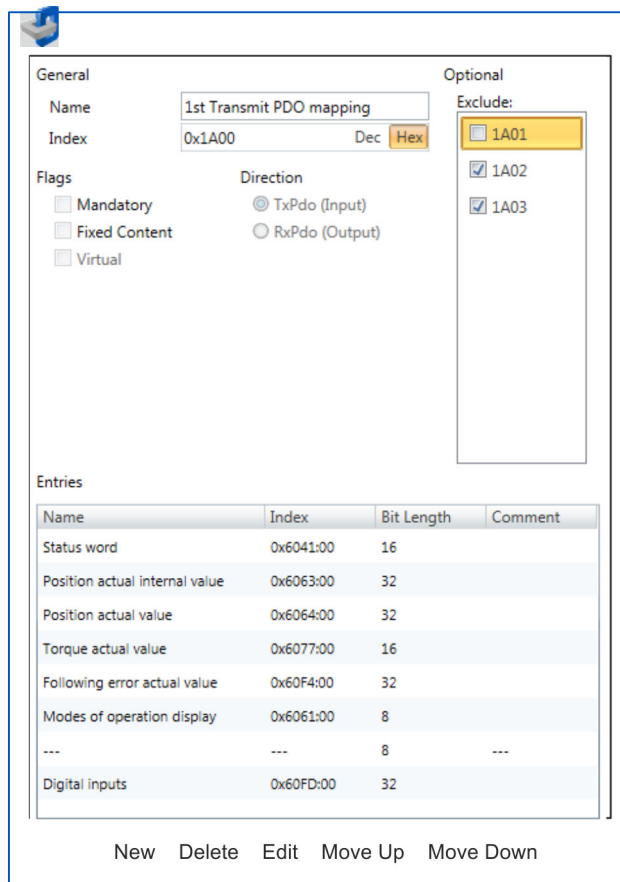 General
Optional
Name 1st Transmit PDO mapping
Exclude:
Index 0x1A00 Dec Hex
1A01
1A02
1A03
Flags
Direction
Mandatory
TxPdo (Input)
Fixed Content
RxPdo (Output)
Virtual
Entries
Name Index Bit Length Comment
Status word 0x6041:00 16
Position actual internal value 0x6063:00 32
Position actual value 0x6064:00 32
Torque actual value 0x6077:00 16
Following error actual value 0x60F4:00 32
Modes of operation display 0x6061:00 8
--- --- 8 ---
Digital inputs 0x60FD:00 32
New Delete Edit Move Up Move Down